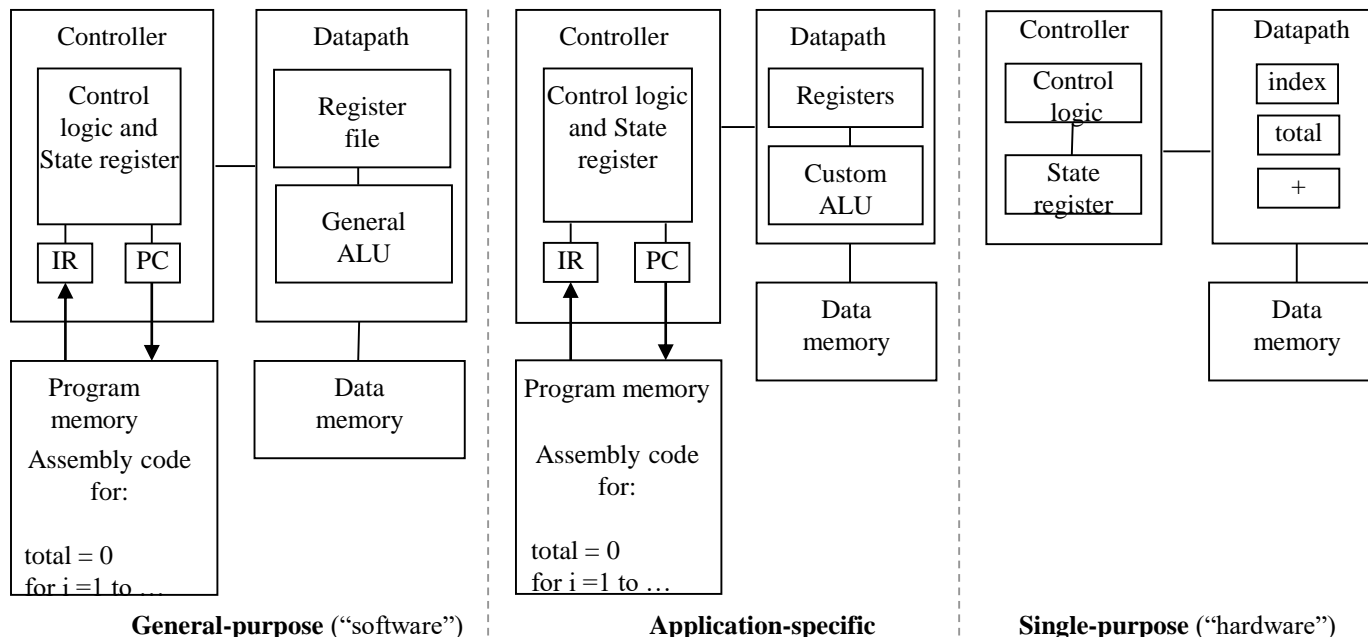 Controller
Control
logic and
State register
IR
PC
Datapath
Register
file
General
ALU
Program
memory
Assembly code
for:
total = 0
for i =1 to …
Data
memory
General-purpose (“software”)
Controller
Control logic
and State
register
IR
PC
Datapath
Registers
Custom
ALU
Data
memory
Program memory
Assembly code
for:
total = 0
for i =1 to …
Application-specific
Controller
Control
logic
State
register
Datapath
index
total
+
Data
memory
Single-purpose (“hardware”)